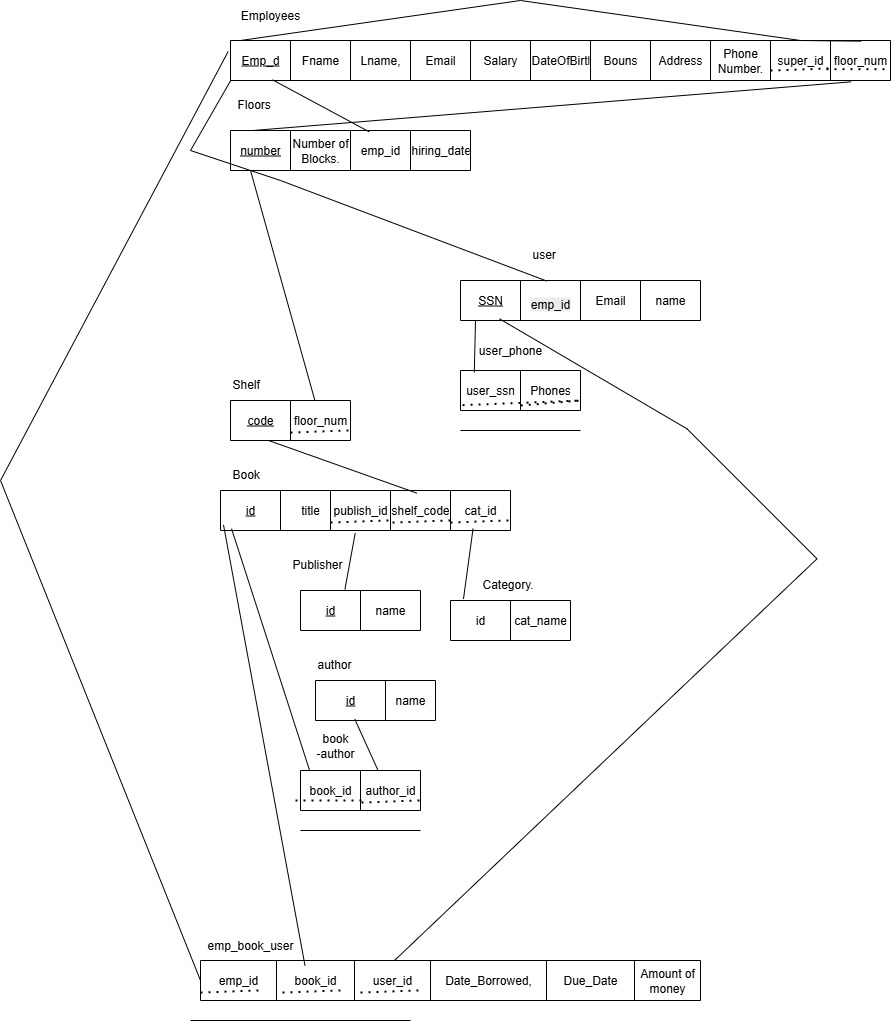 Employees
Emp_d Fname Lname, Email Salary DateOfBirth Bouns Address Phone Number. super_id floor_num
Floors
number Number of Blocks. emp_id hiring_date
user
SSN emp_id Email name
user_phone
user_ssn Phones
Shelf
code floor_num
Book
id title publish_id shelf_code cat_id
Publisher
id name
Category.
id cat_name
author
id name
book
-author
book_id author_id
emp_book_user
emp_id book_id user_id Date_Borrowed, Due_Date Amount of money